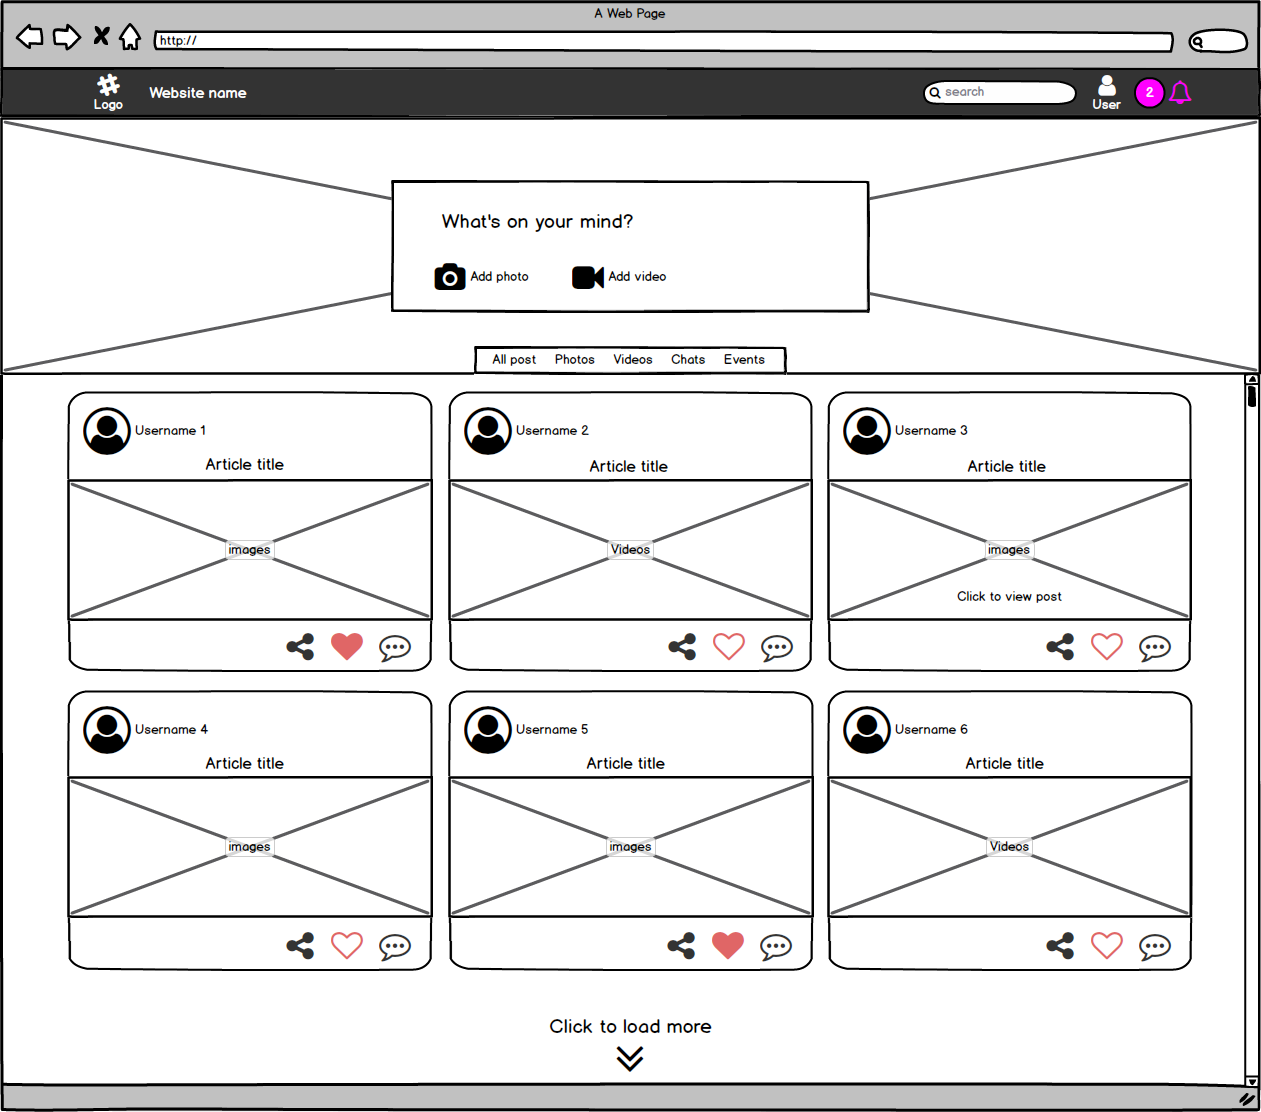 A Web Page
http://
Logo
Website name
search
User
2
What's on your mind?
Add photo
Add video
All post
Photos
Videos
Chats
Events
Username 1
Article title
images
Username 2
Article title
Videos
Username 3
Article title
images
Click to view post
Username 4
Article title
images
Username 5
Article title
images
Username 6
Article title
Videos
Click to load more